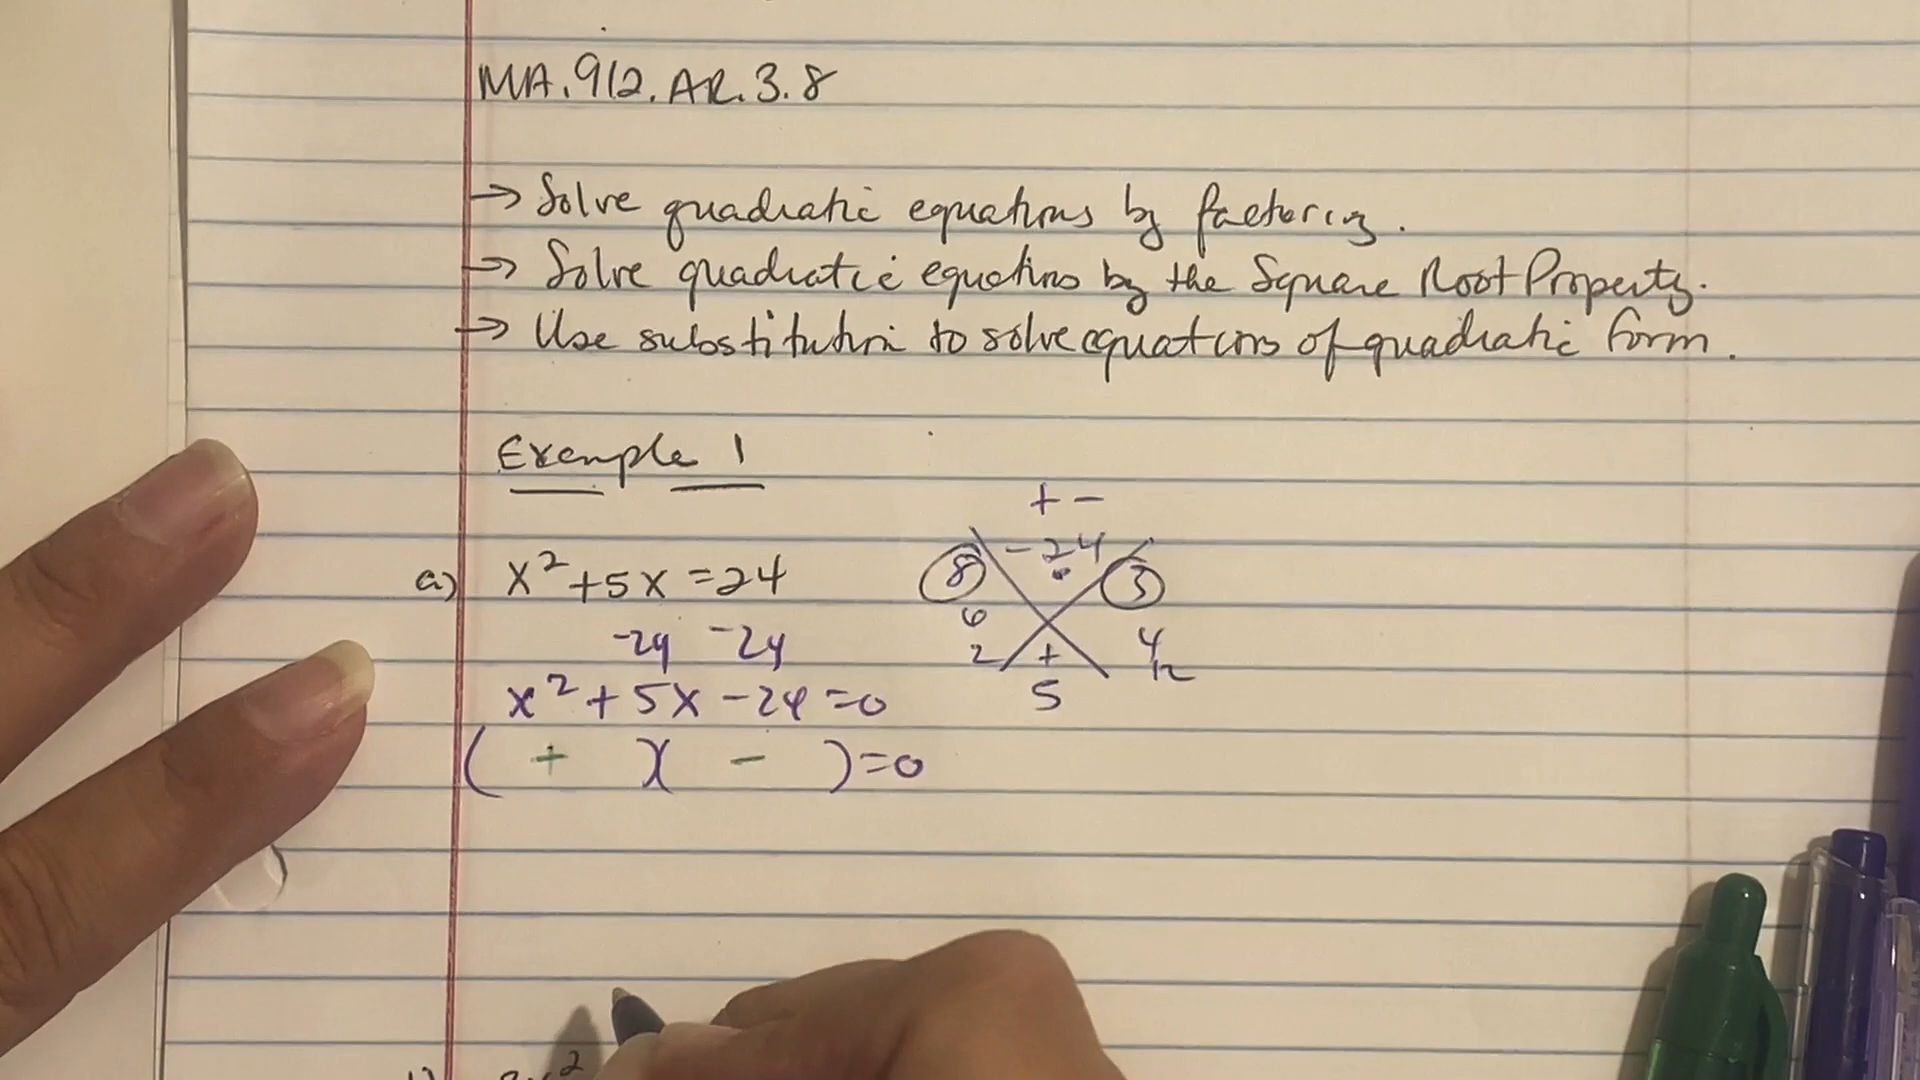 MA.912.AR.3.8
→ Solve quadratic equations by factoring.
→ Solve quadratic equations by the Square Root Property.
→ Use substitution to solve equations of quadratic form.
Example 1
+ -
a) x²+5x=24
-24 -24
x²+5x-24=0
( + )( - )=0
-24
8 3
6 4
2 12
+
5